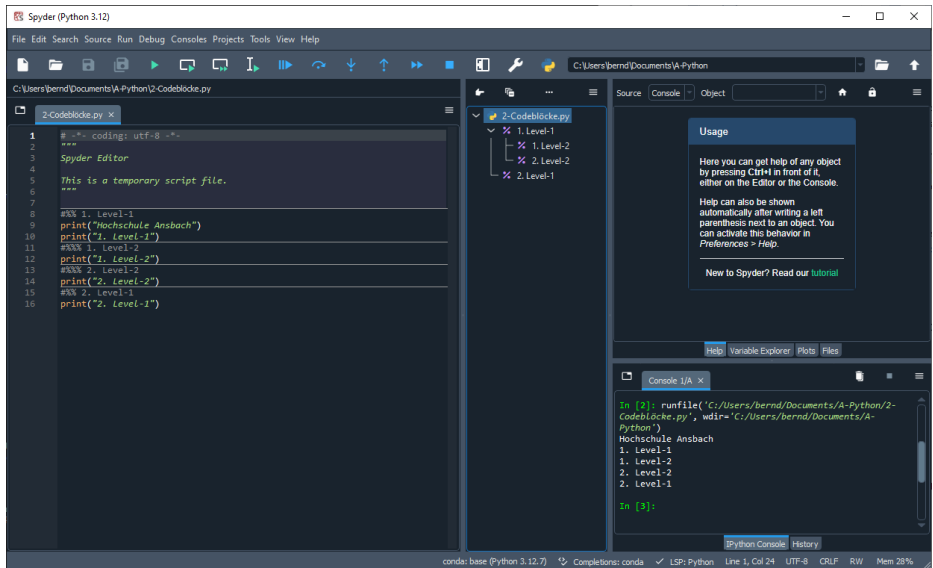 Spyder (Python 3.12)
File Edit Search Source Run Debug Consoles Projects Tools View Help
C:\Users\bernd\Documents\A-Python
C:\Users\bernd\Documents\A-Python\2-Codeblöcke.py
2-Codeblöcke.py
1 # -*- coding: utf-8 -*-
2 """
3 Spyder Editor
4
5 This is a temporary script file.
6 """
7
8 #%% 1. Level-1
9 print("Hochschule Ansbach")
10 print("1. Level-1")
11 #%%% 1. Level-2
12 print("1. Level-2")
13 #%%% 2. Level-2
14 print("2. Level-2")
15 #%% 2. Level-1
16 print("2. Level-1")
2-Codeblöcke.py
1. Level-1
1. Level-2
2. Level-2
2. Level-1
Source Console Object
Usage
Here you can get help of any object
by pressing Ctrl+I in front of it,
either on the Editor or the Console.
Help can also be shown
automatically after writing a left
parenthesis next to an object. You
can activate this behavior in
Preferences > Help.
New to Spyder? Read our tutorial
Help Variable Explorer Plots Files
Console 1/A
In [2]: runfile('C:/Users/bernd/Documents/A-Python/2-
Codeblöcke.py', wdir='C:/Users/bernd/Documents/A-
Python')
Hochschule Ansbach
1. Level-1
1. Level-2
2. Level-2
2. Level-1
In [3]:
IPython Console History
conda: base (Python 3.12.7) Completions: conda LSP: Python Line 1, Col 24 UTF-8 CRLF RW Mem 28%